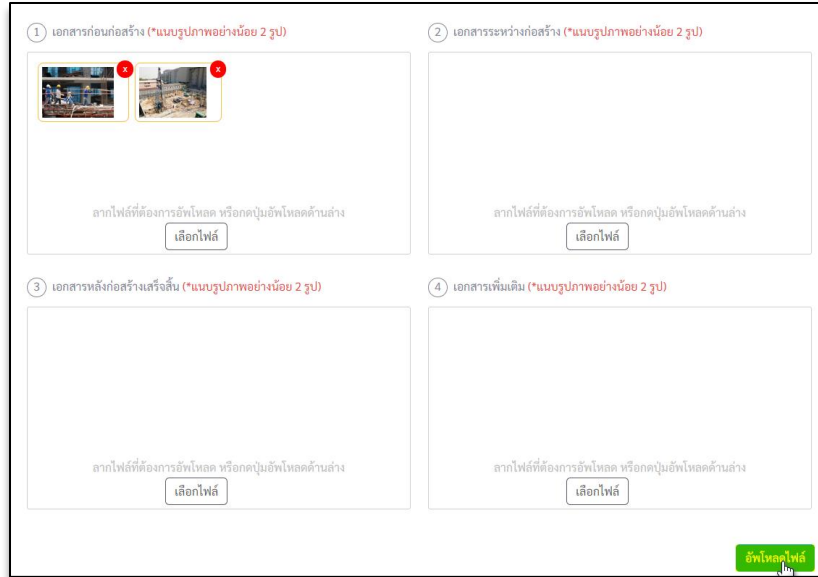 1 เอกสารก่อนก่อสร้าง (*แนบรูปภาพอย่างน้อย 2 รูป)
x x
ลากไฟล์ที่ต้องการอัพโหลด หรือกดปุ่มอัพโหลดด้านล่าง
เลือกไฟล์
2 เอกสารระหว่างก่อสร้าง (*แนบรูปภาพอย่างน้อย 2 รูป)
ลากไฟล์ที่ต้องการอัพโหลด หรือกดปุ่มอัพโหลดด้านล่าง
เลือกไฟล์
3 เอกสารหลังก่อสร้างเสร็จสิ้น (*แนบรูปภาพอย่างน้อย 2 รูป)
ลากไฟล์ที่ต้องการอัพโหลด หรือกดปุ่มอัพโหลดด้านล่าง
เลือกไฟล์
4 เอกสารเพิ่มเติม (*แนบรูปภาพอย่างน้อย 2 รูป)
ลากไฟล์ที่ต้องการอัพโหลด หรือกดปุ่มอัพโหลดด้านล่าง
เลือกไฟล์
อัพโหลดไฟล์